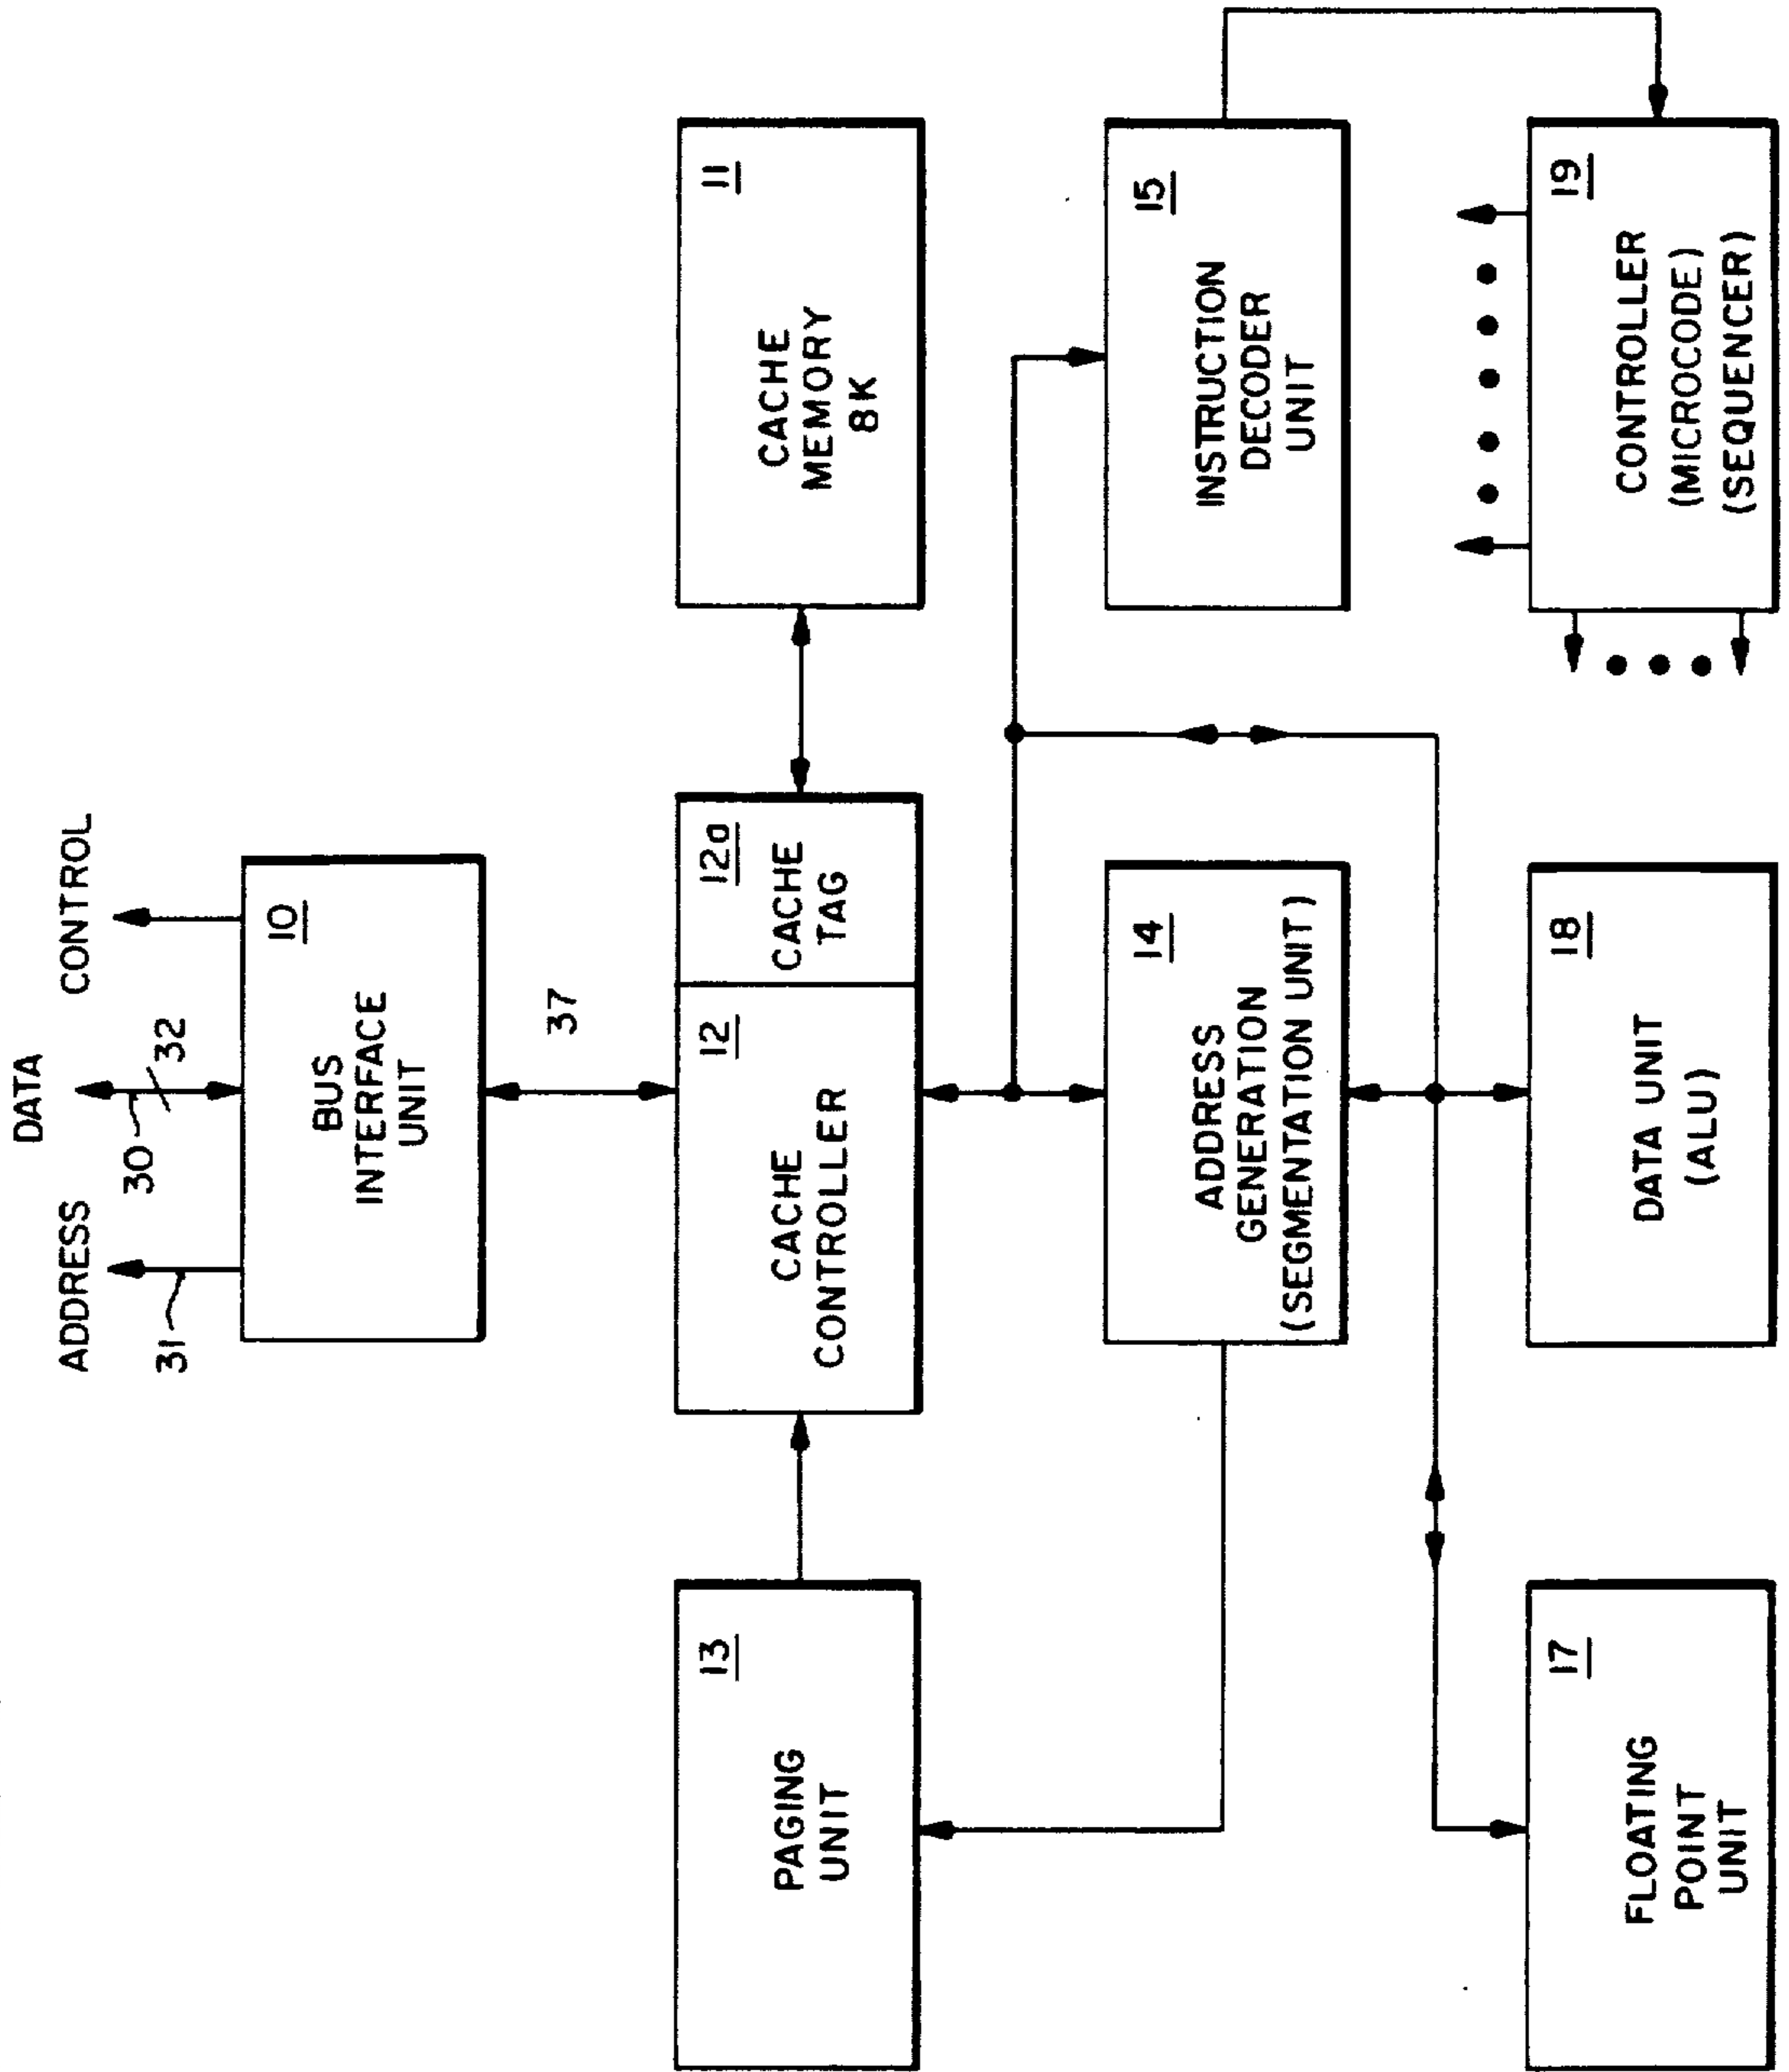 DATA
ADDRESS
CONTROL
30
32
31
10
BUS
INTERFACE
UNIT
37
13
PAGING
UNIT
12
CACHE
CONTROLLER
12a
CACHE
TAG
11
CACHE
MEMORY
8K
14
ADDRESS
GENERATION
(SEGMENTATION UNIT)
15
INSTRUCTION
DECODER
UNIT
17
FLOATING
POINT
UNIT
18
DATA UNIT
(ALU)
19
CONTROLLER
(MICROCODE)
(SEQUENCER)